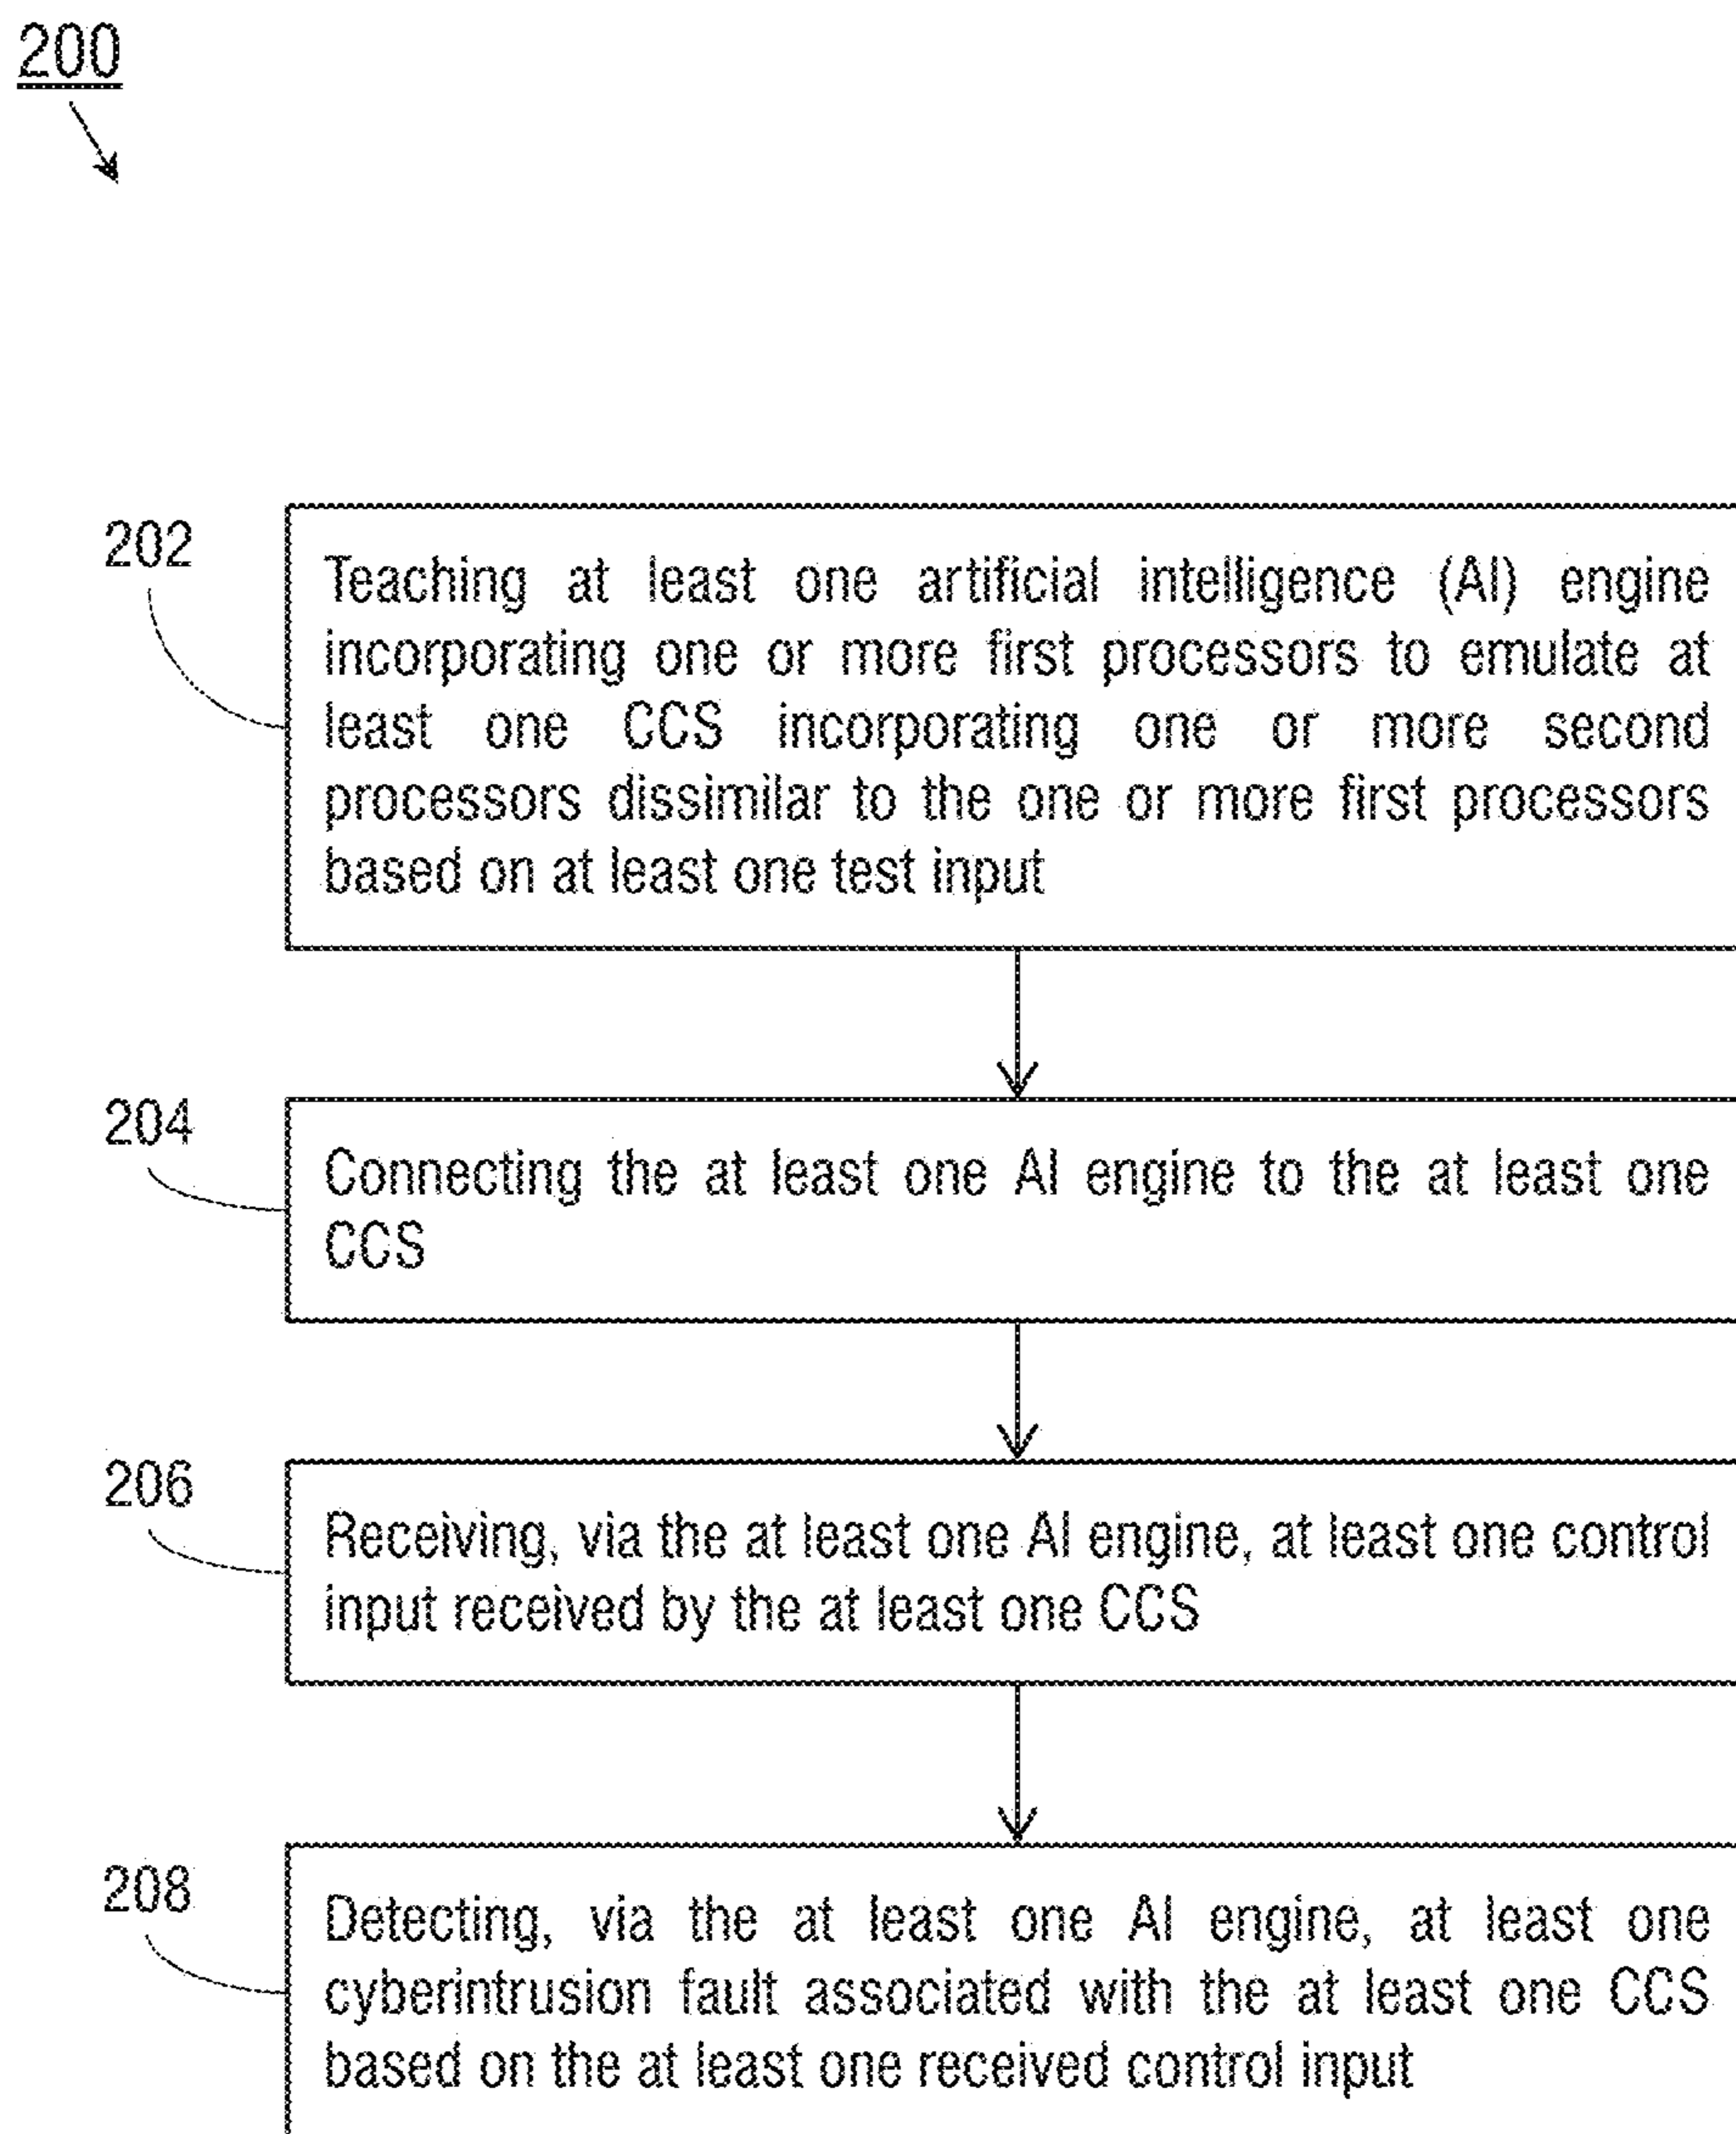 200
202
Teaching at least one artificial intelligence (AI) engine
incorporating one or more first processors to emulate at
least one CCS incorporating one or more second
processors dissimilar to the one or more first processors
based on at least one test input
204
Connecting the at least one AI engine to the at least one
CCS
206
Receiving, via the at least one AI engine, at least one control
input received by the at least one CCS
208
Detecting, via the at least one AI engine, at least one
cyberintrusion fault associated with the at least one CCS
based on the at least one received control input